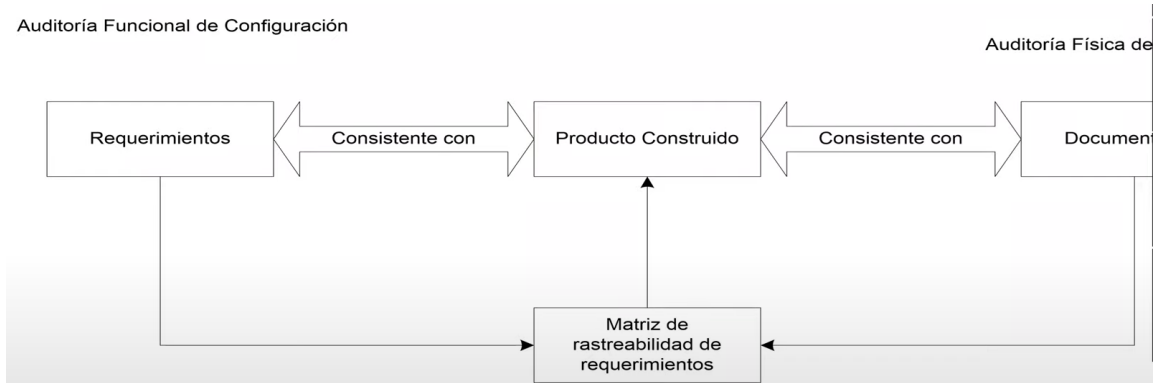 Auditoría Funcional de Configuración
Auditoría Física de
Requerimientos
Consistente con
Producto Construido
Consistente con
Document
Matriz de
rastreabilidad de
requerimientos